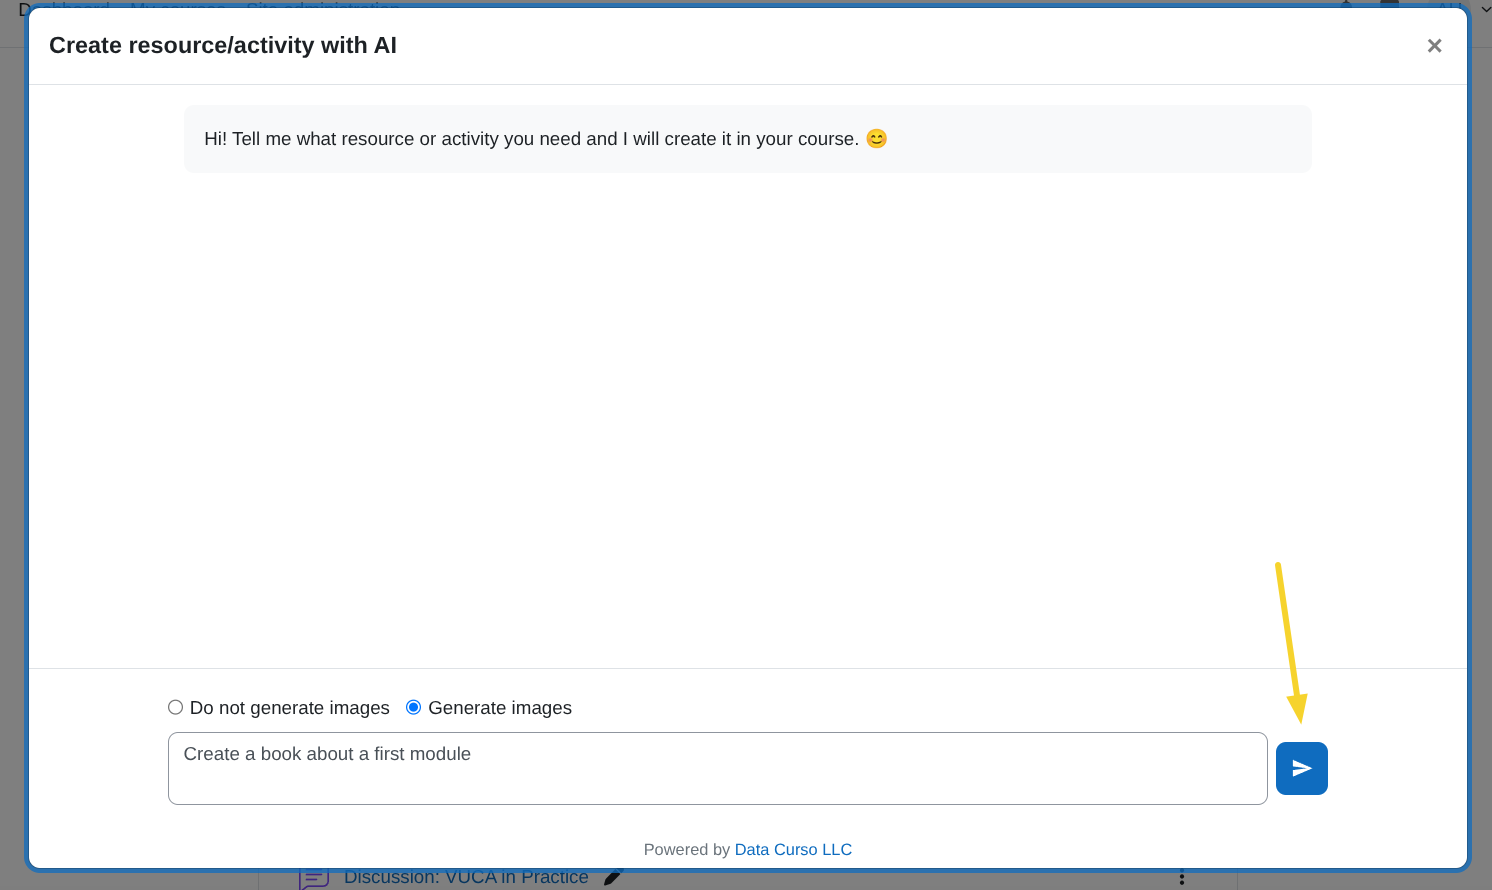 Dashboard My courses Site administration
Create resource/activity with AI
Hi! Tell me what resource or activity you need and I will create it in your course. 😊
Do not generate images Generate images
Create a book about a first module
Powered by Data Curso LLC
Discussion: VUCA in Practice